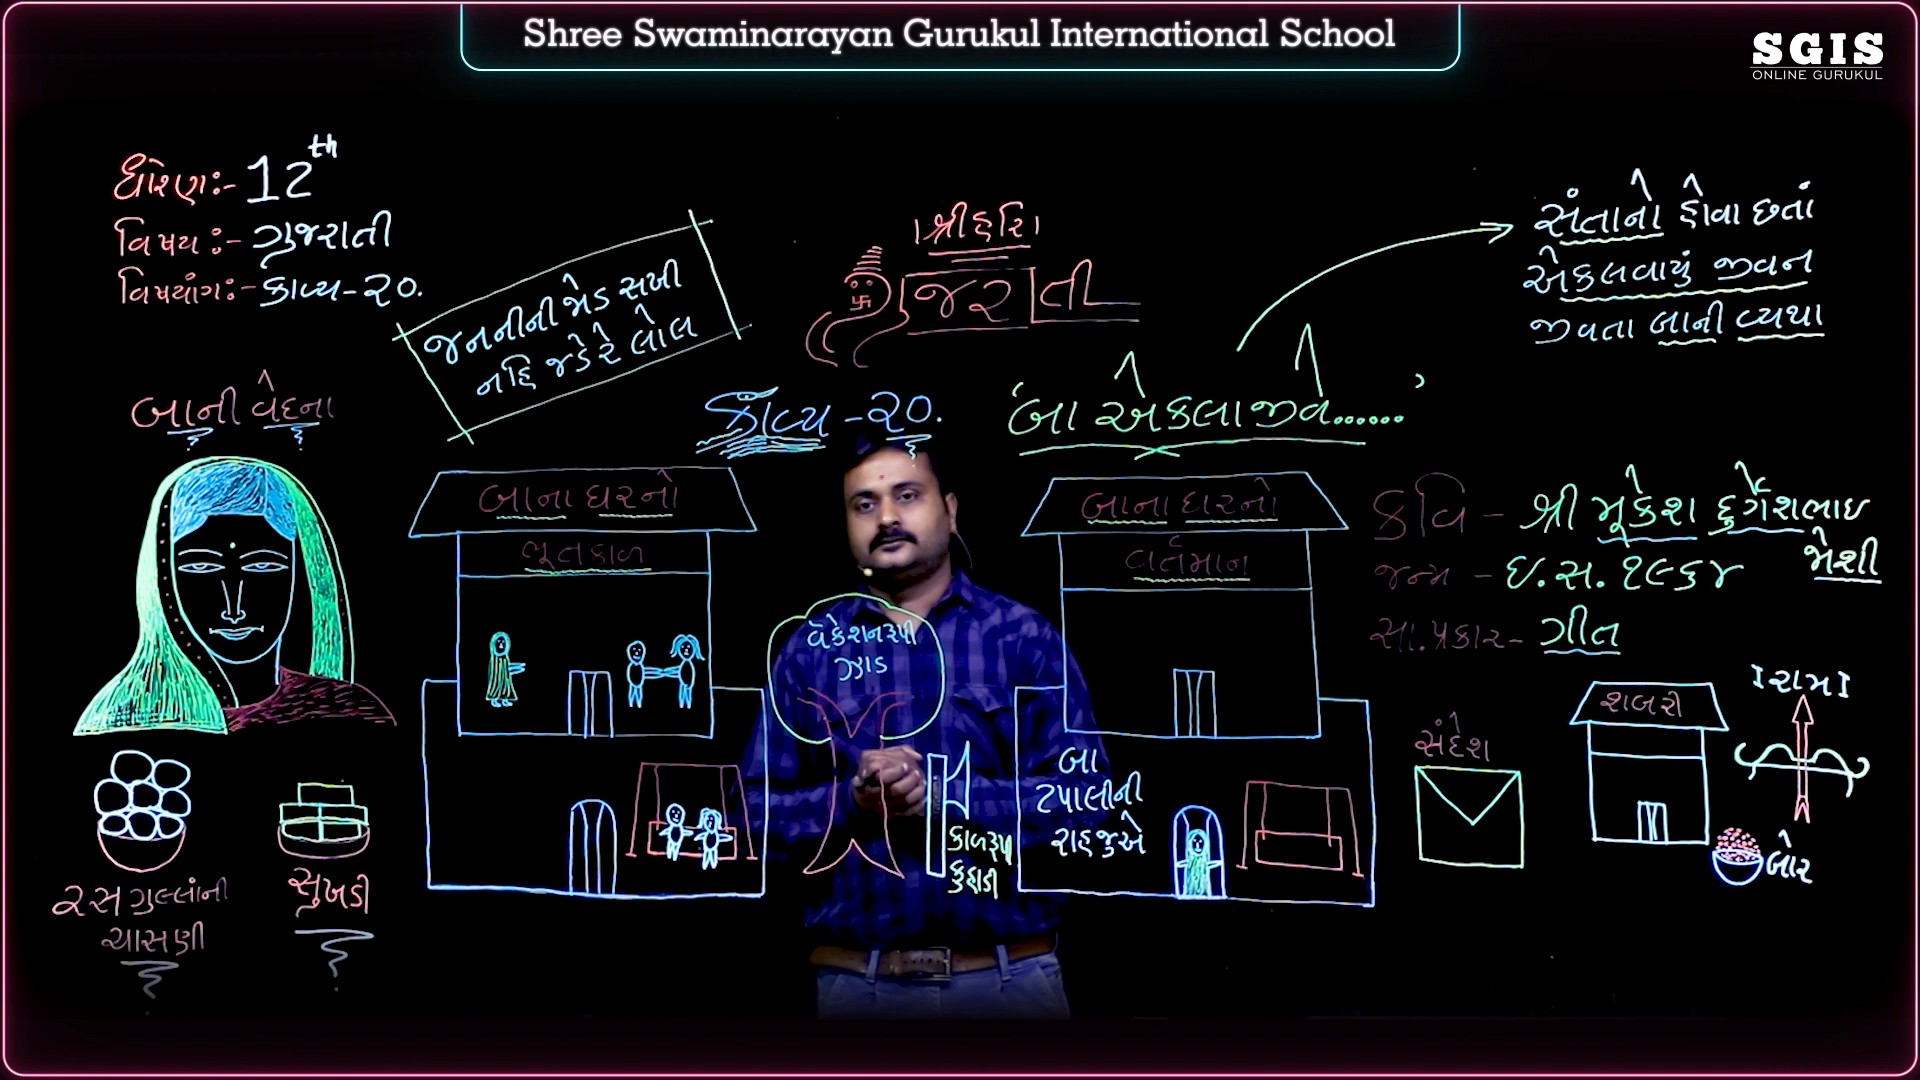 Shree Swaminarayan Gurukul International School
SGIS
ONLINE GURUKUL
ધોરણ:- 12th
વિષય:- ગુજરાતી
વિષયાંગ:- કાવ્ય-૨૦.
જનનીની જોડ સખી
નહિ જડે રે લોલ
।શ્રી હરિ।
ગુજરાતી
સંતાનો હોવા છતાં
એકલવાયું જીવન
જીવતા બાની વ્યથા
કાવ્ય - ૨૦.
'બા એકલા જીવે......'
બાની વેદના
રસગુલ્લાંની
ચાસણી
સુખડી
બાના ઘરનો
ભૂતકાળ
વૅકેશનરૂપી
ઝાડ
કાળરૂપી
કુહાડી
બાના ઘરનો
વર્તમાન
બા
ટપાલીની
રાહ જુએ
કવિ - શ્રી મૂકેશ દુર્ગેશભાઇ
જોશી
જન્મ - ઇ.સ. ૧૯૬૪
સા.પ્રકાર- ગીત
સંદેશ
શબરી
।રામ।
બોર